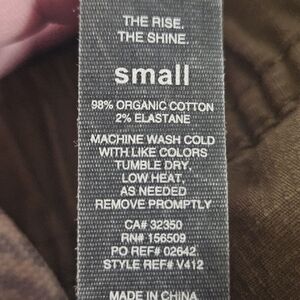 THE RISE.
THE SHINE.
small
98% ORGANIC COTTON
2% ELASTANE
MACHINE WASH COLD
WITH LIKE COLORS
TUMBLE DRY,
LOW HEAT,
AS NEEDED
REMOVE PROMPTLY
CA# 32350
RN# 156509
PO REF# 02642
STYLE REF# V412
MADE IN CHINA